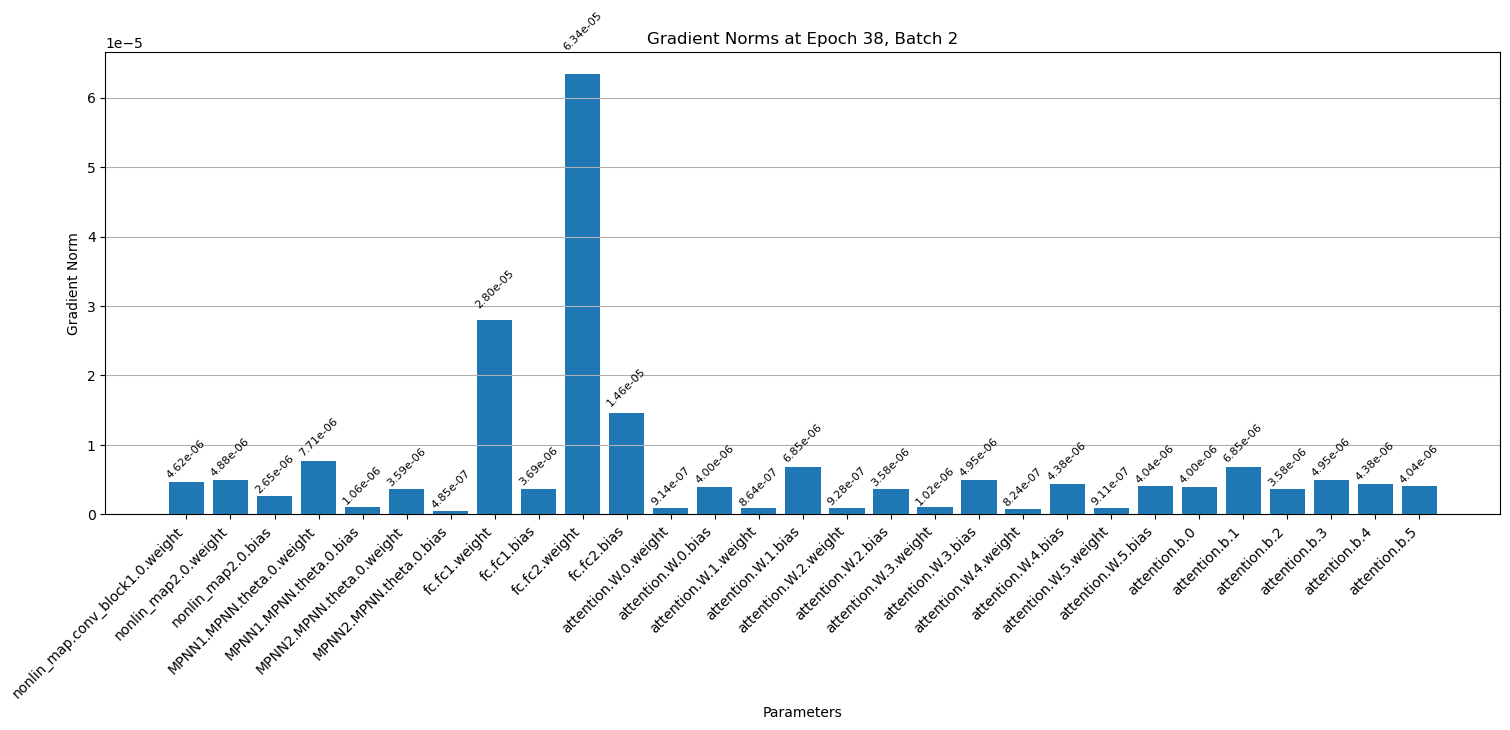 Gradient Norms at Epoch 38, Batch 2
1e−5
Gradient Norm
6
5
4
3
2
1
0
4.62e-06
4.88e-06
2.65e-06
7.71e-06
1.06e-06
3.59e-06
4.85e-07
2.80e-05
3.69e-06
6.34e-05
1.46e-05
9.14e-07
4.00e-06
8.64e-07
6.85e-06
9.28e-07
3.58e-06
1.02e-06
4.95e-06
8.24e-07
4.38e-06
9.11e-07
4.04e-06
4.00e-06
6.85e-06
3.58e-06
4.95e-06
4.38e-06
4.04e-06
nonlin_map.conv_block1.0.weight
nonlin_map2.0.weight
nonlin_map2.0.bias
MPNN1.MPNN.theta.0.weight
MPNN1.MPNN.theta.0.bias
MPNN2.MPNN.theta.0.weight
MPNN2.MPNN.theta.0.bias
fc.fc1.weight
fc.fc1.bias
fc.fc2.weight
fc.fc2.bias
attention.W.0.weight
attention.W.0.bias
attention.W.1.weight
attention.W.1.bias
attention.W.2.weight
attention.W.2.bias
attention.W.3.weight
attention.W.3.bias
attention.W.4.weight
attention.W.4.bias
attention.W.5.weight
attention.W.5.bias
attention.b.0
attention.b.1
attention.b.2
attention.b.3
attention.b.4
attention.b.5
Parameters